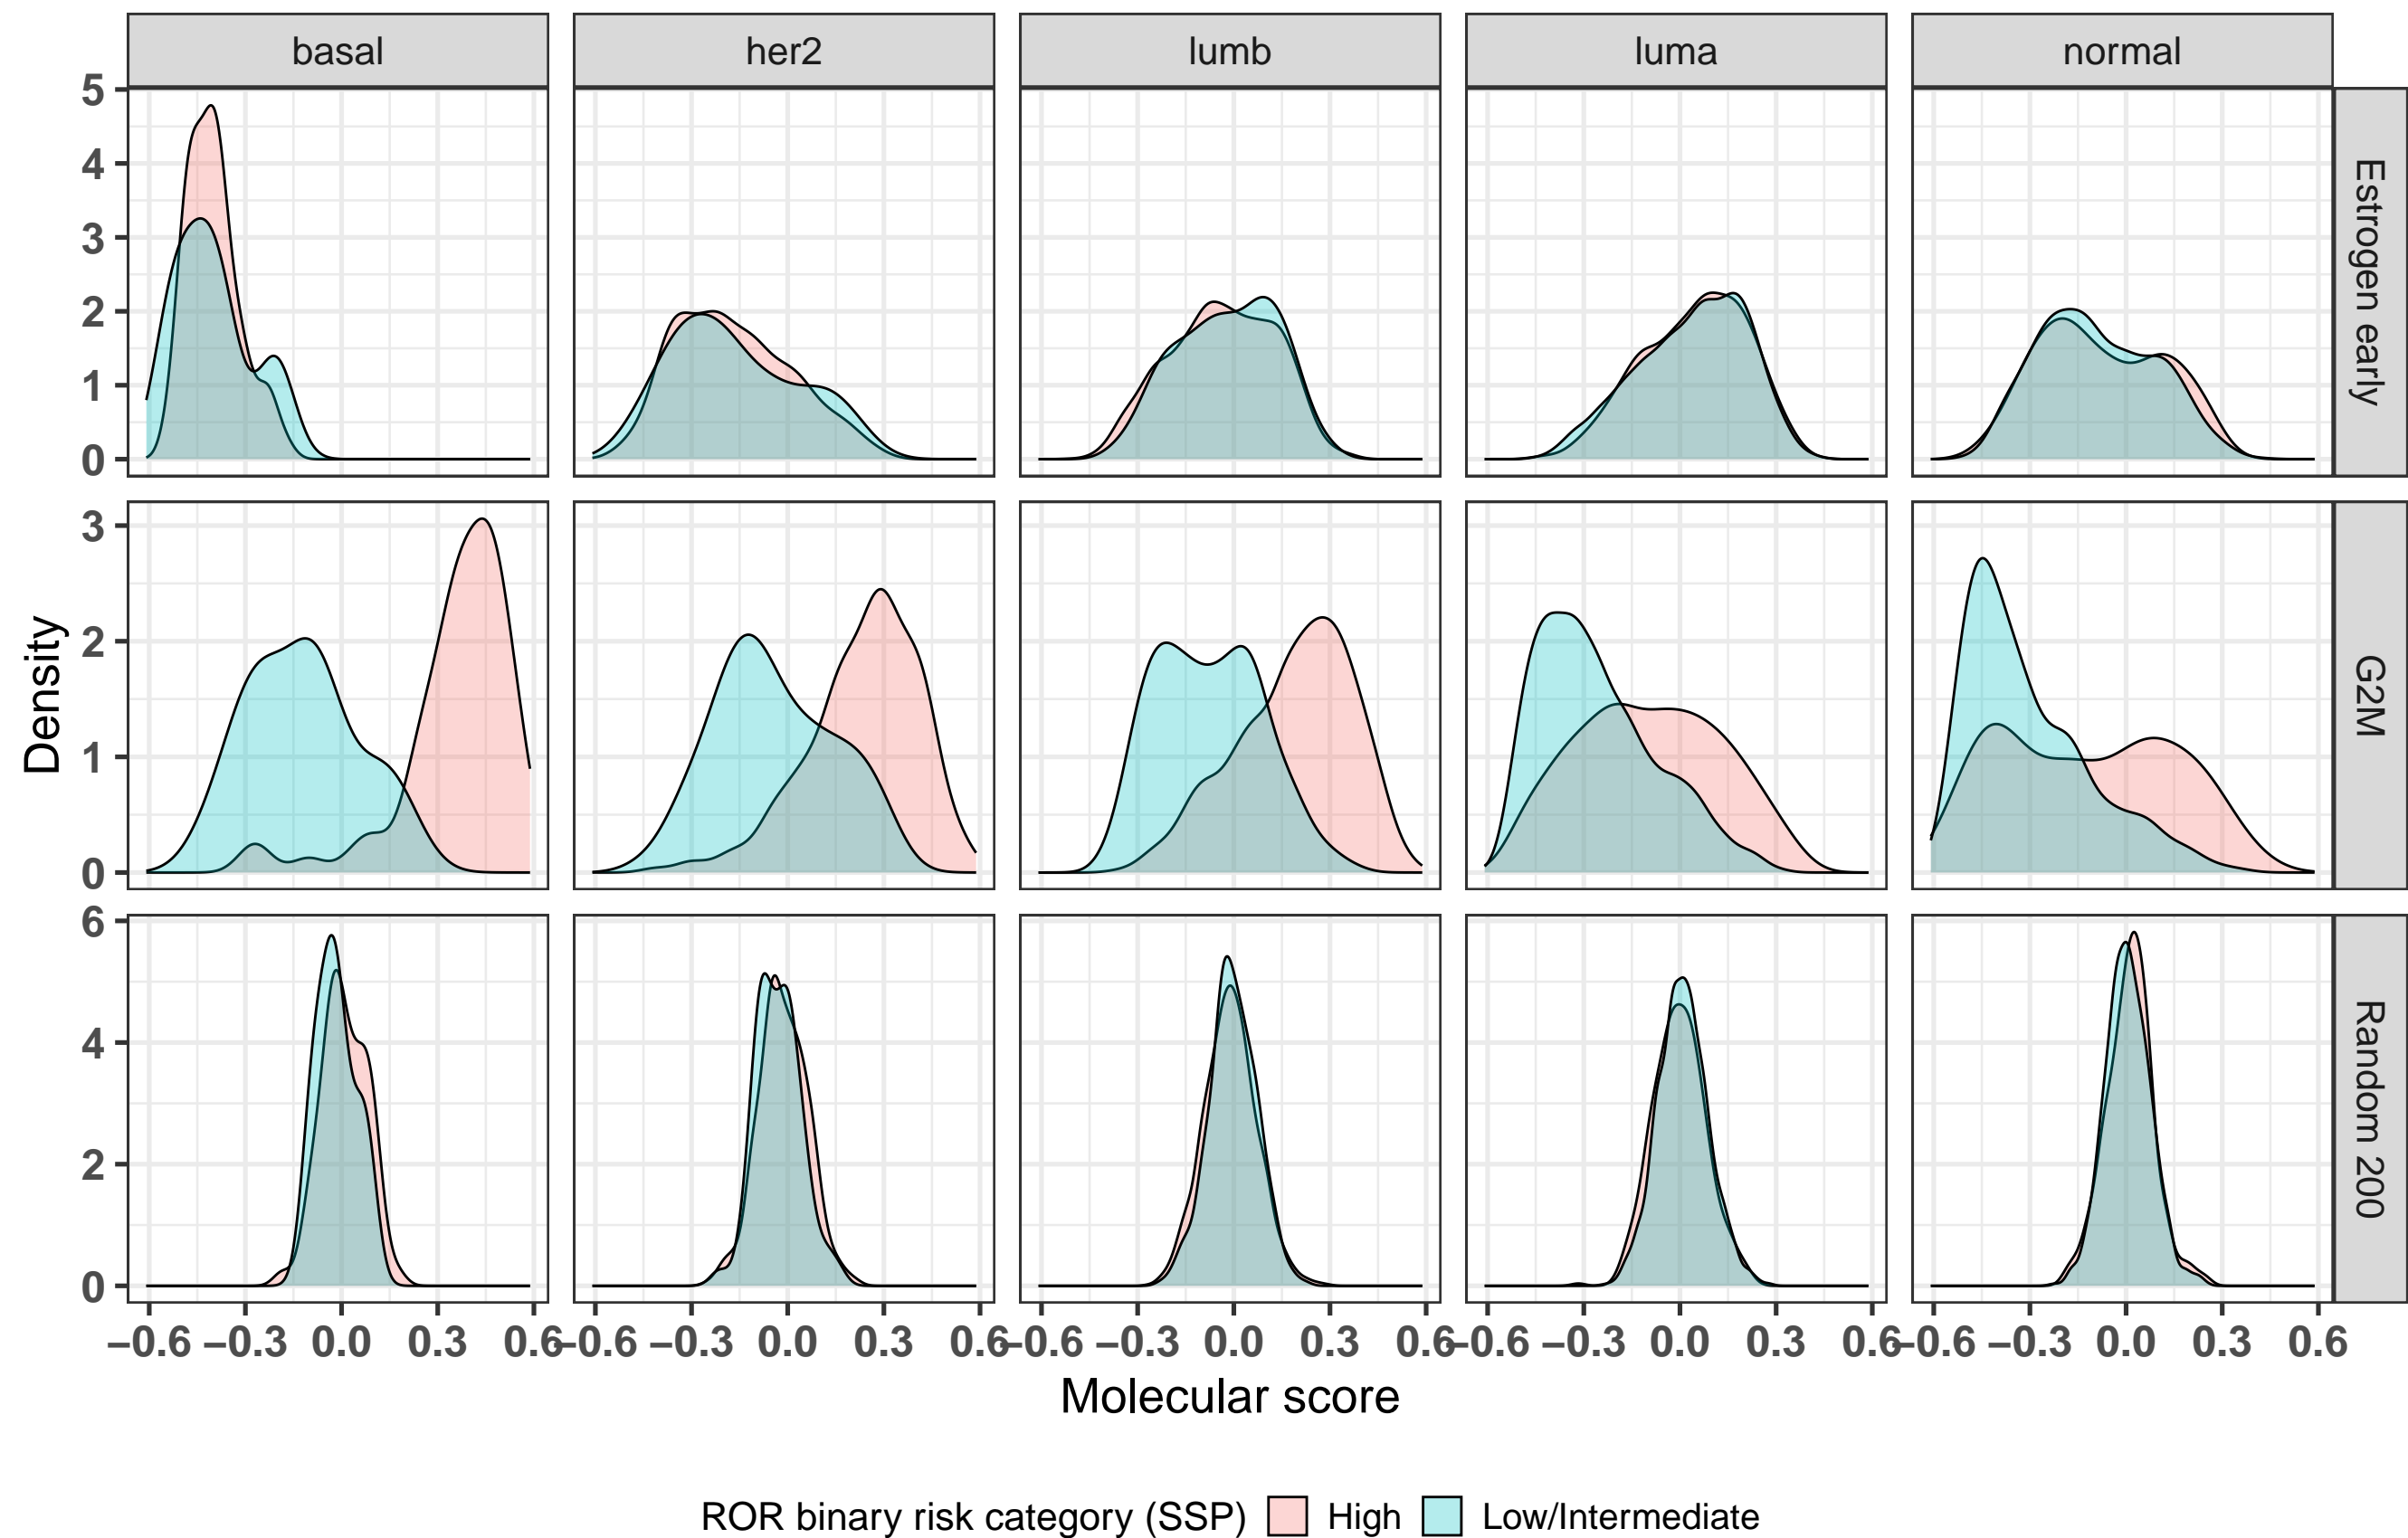 basal her2 lumb luma normal
5
4
3
2
1
0
Estrogen early
3
2
1
0
G2M
6
4
2
0
Random 200
−0.6 −0.3 0.0 0.3 0.6 −0.6 −0.3 0.0 0.3 0.6 −0.6 −0.3 0.0 0.3 0.6 −0.6 −0.3 0.0 0.3 0.6 −0.6 −0.3 0.0 0.3 0.6
Density
Molecular score
ROR binary risk category (SSP) High Low/Intermediate